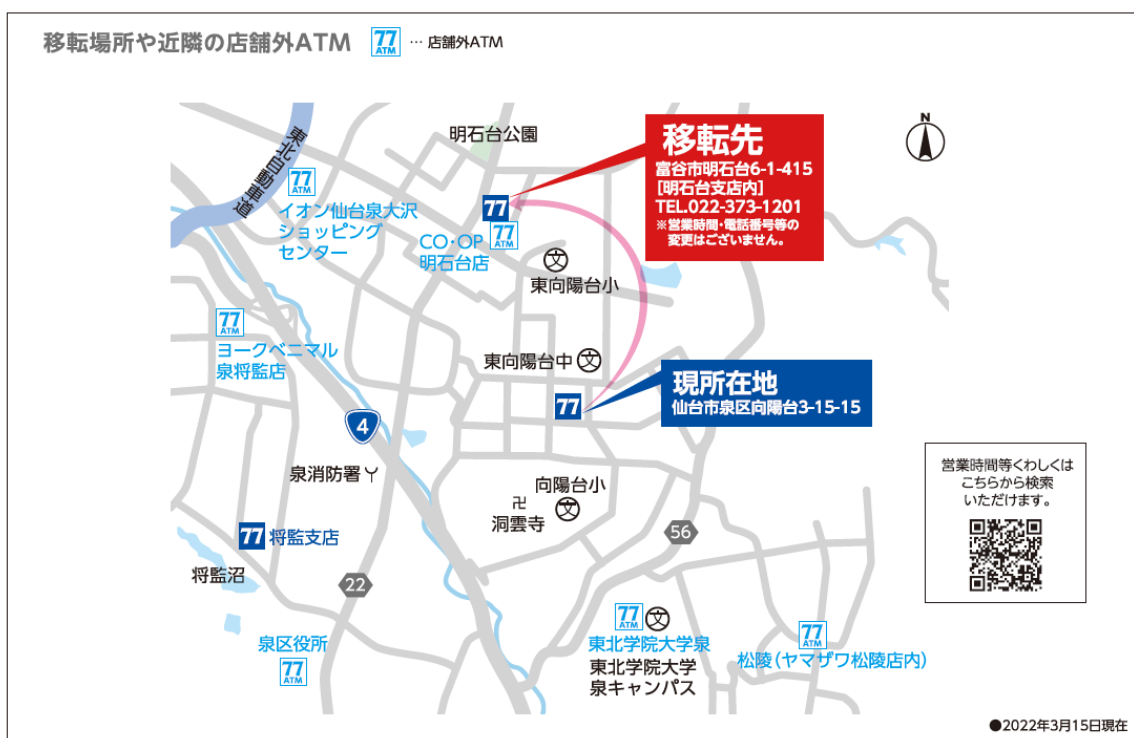 移転場所や近隣の店舗外ATM
77 ATM … 店舗外ATM
明石台公園
移転先
富谷市明石台6-1-415
[明石台支店内]
TEL.022-373-1201
※営業時間・電話番号等の
変更はございません。
N
東北自動車道
77 ATM
イオン仙台泉大沢
ショッピング
センター
77
77 ATM
CO・OP
明石台店
文
東向陽台小
77 ATM
ヨークベニマル
泉将監店
東向陽台中 文
現所在地
仙台市泉区向陽台3-15-15
77
4
泉消防署
向陽台小
文
卍
洞雲寺
営業時間等くわしくは
こちらから検索
いただけます。
77 将監支店
将監沼
56
22
77 ATM 文
東北学院大学泉
東北学院大学
泉キャンパス
泉区役所
77 ATM
77 ATM
松陵(ヤマザワ松陵店内)
●2022年3月15日現在